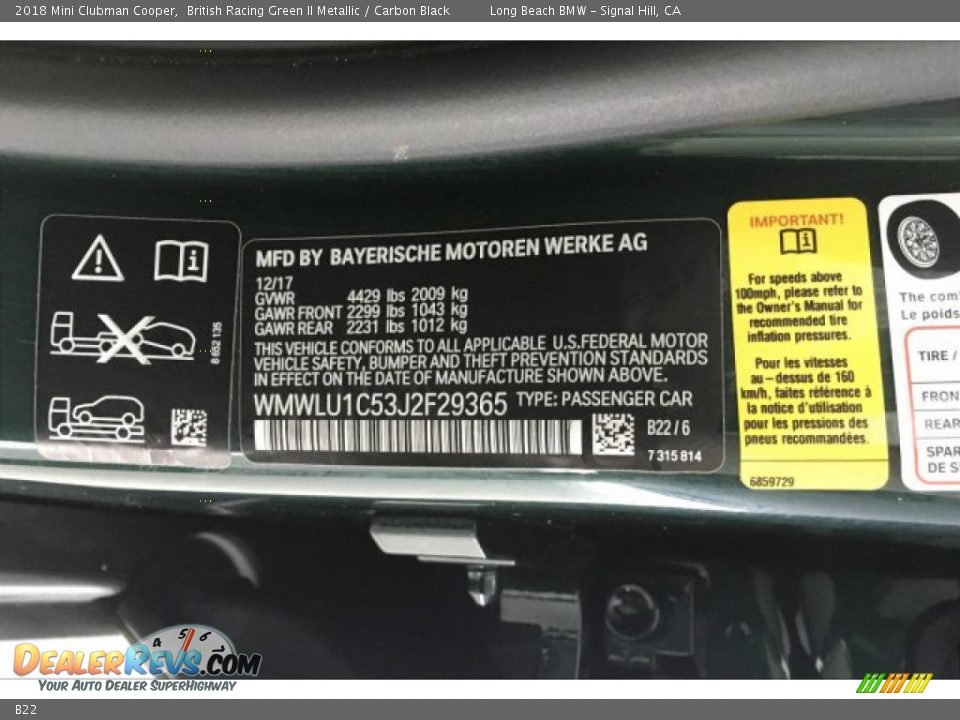 2018 Mini Clubman Cooper, British Racing Green II Metallic / Carbon Black Long Beach BMW - Signal Hill, CA
MFD BY BAYERISCHE MOTOREN WERKE AG
12/17
GVWR 4429 lbs 2009 kg
GAWR FRONT 2299 lbs 1043 kg
GAWR REAR 2231 lbs 1012 kg
THIS VEHICLE CONFORMS TO ALL APPLICABLE U.S.FEDERAL MOTOR
VEHICLE SAFETY, BUMPER AND THEFT PREVENTION STANDARDS
IN EFFECT ON THE DATE OF MANUFACTURE SHOWN ABOVE.
WMWLU1C53J2F29365 TYPE: PASSENGER CAR
B22/6
7 315 814
8 652 135
IMPORTANT!
For speeds above
100mph, please refer to
the Owner's Manual for
recommended tire
inflation pressures.
Pour les vitesses
au-dessus de 160
km/h, faites référence à
la notice d'utilisation
pour les pressions des
pneus recommandées.
6859729
The com
Le poids
TIRE /
FRON
REAR
SPAR
DE S
4 5 6
DEALERREVS.COM
YOUR AUTO DEALER SUPERHIGHWAY
B22